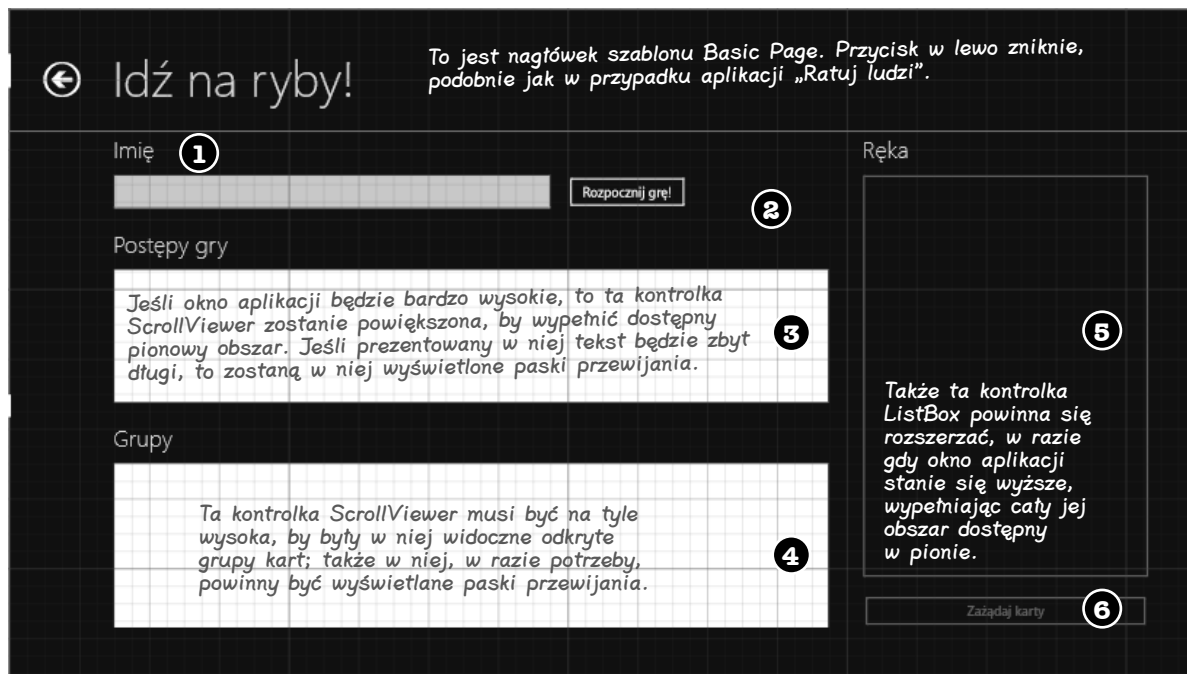 Idź na ryby!
To jest nagłówek szablonu Basic Page. Przycisk w lewo zniknie,
podobnie jak w przypadku aplikacji „Ratuj ludzi”.
Imię
1
Rozpocznij grę!
2
Postępy gry
Jeśli okno aplikacji będzie bardzo wysokie, to ta kontrolka
ScrollViewer zostanie powiększona, by wypełnić dostępny
pionowy obszar. Jeśli prezentowany w niej tekst będzie zbyt
długi, to zostaną w niej wyświetlone paski przewijania.
3
Grupy
Ta kontrolka ScrollViewer musi być na tyle
wysoka, by były w niej widoczne odkryte
grupy kart; także w niej, w razie potrzeby,
powinny być wyświetlane paski przewijania.
4
Ręka
5
Także ta kontrolka
ListBox powinna się
rozszerzać, w razie
gdy okno aplikacji
stanie się wyższe,
wypełniając cały jej
obszar dostępny
w pionie.
Zażądaj karty
6